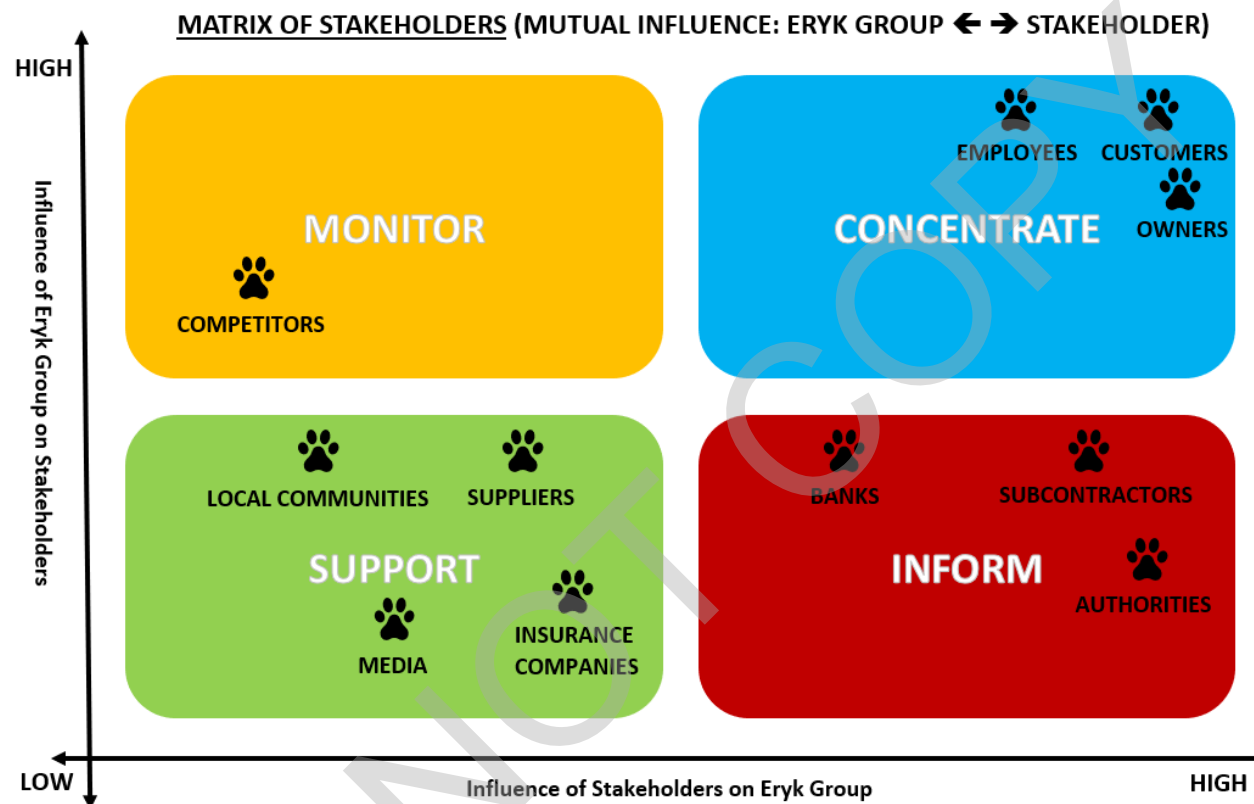 MATRIX OF STAKEHOLDERS (MUTUAL INFLUENCE: ERYK GROUP ← → STAKEHOLDER)
HIGH
Influence of Eryk Group on Stakeholders
MONITOR
COMPETITORS
CONCENTRATE
EMPLOYEES
CUSTOMERS
OWNERS
SUPPORT
LOCAL COMMUNITIES
SUPPLIERS
MEDIA
INSURANCE
COMPANIES
INFORM
BANKS
SUBCONTRACTORS
AUTHORITIES
LOW
Influence of Stakeholders on Eryk Group
HIGH
NOT COPY